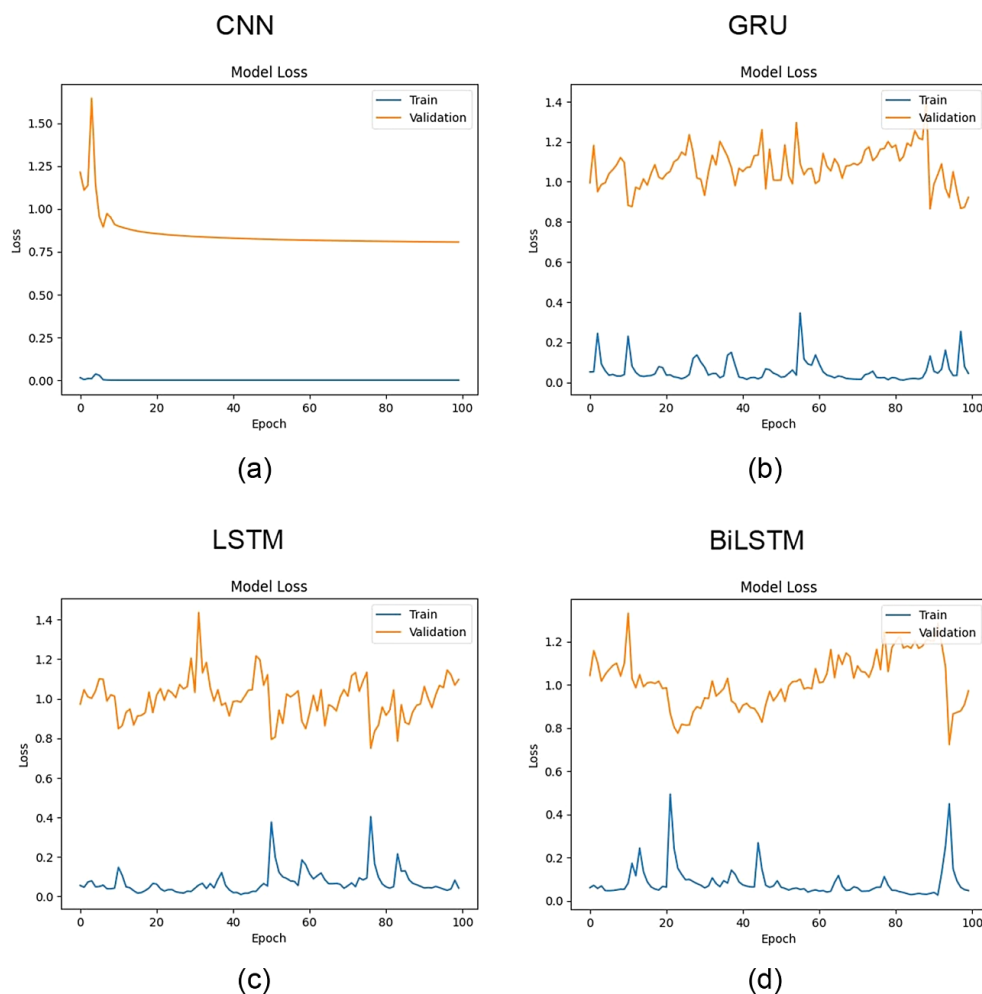 CNN
Model Loss
Train
Validation
1.50
1.25
1.00
0.75
0.50
0.25
0.00
Loss
0 20 40 60 80 100
Epoch
(a)
GRU
Model Loss
Train
Validation
1.4
1.2
1.0
0.8
0.6
0.4
0.2
0.0
Loss
0 20 40 60 80 100
Epoch
(b)
LSTM
Model Loss
Train
Validation
1.4
1.2
1.0
0.8
0.6
0.4
0.2
0.0
Loss
0 20 40 60 80 100
Epoch
(c)
BiLSTM
Model Loss
Train
Validation
1.2
1.0
0.8
0.6
0.4
0.2
0.0
Loss
0 20 40 60 80 100
Epoch
(d)